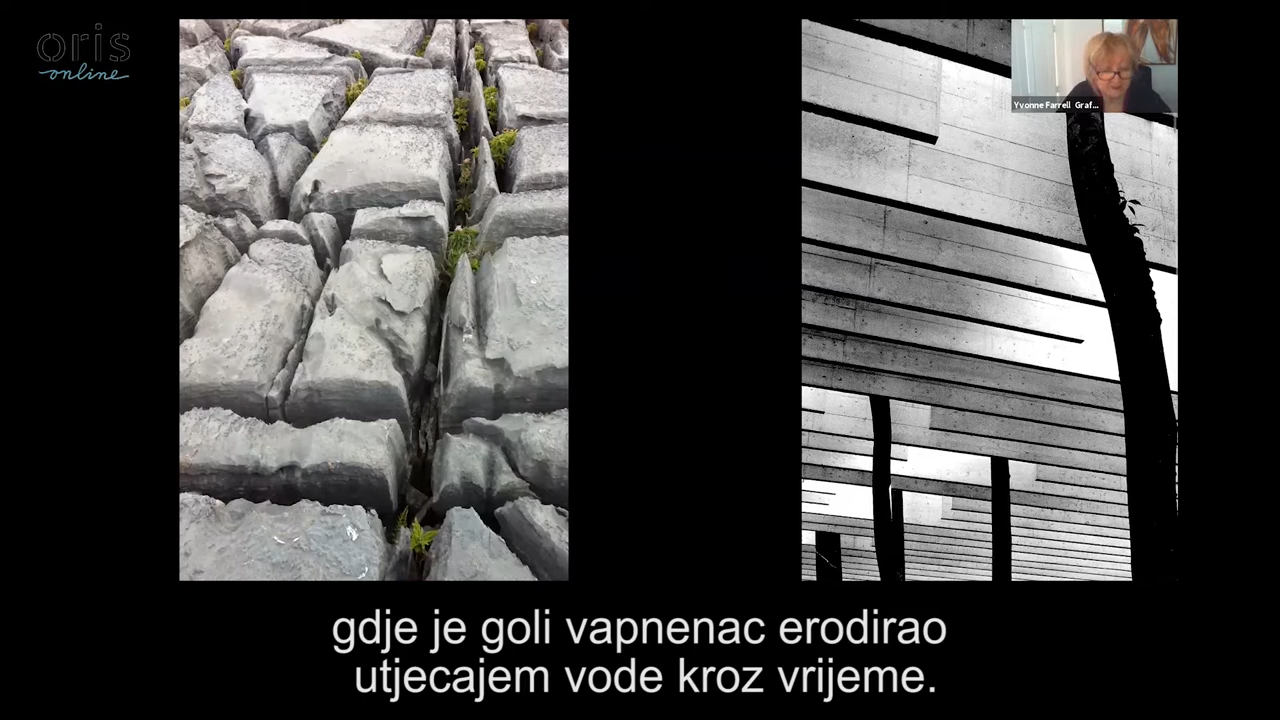 oris
online
Yvonne Farrell Graf...
gdje je goli vapnenac erodirao
utjecajem vode kroz vrijeme.